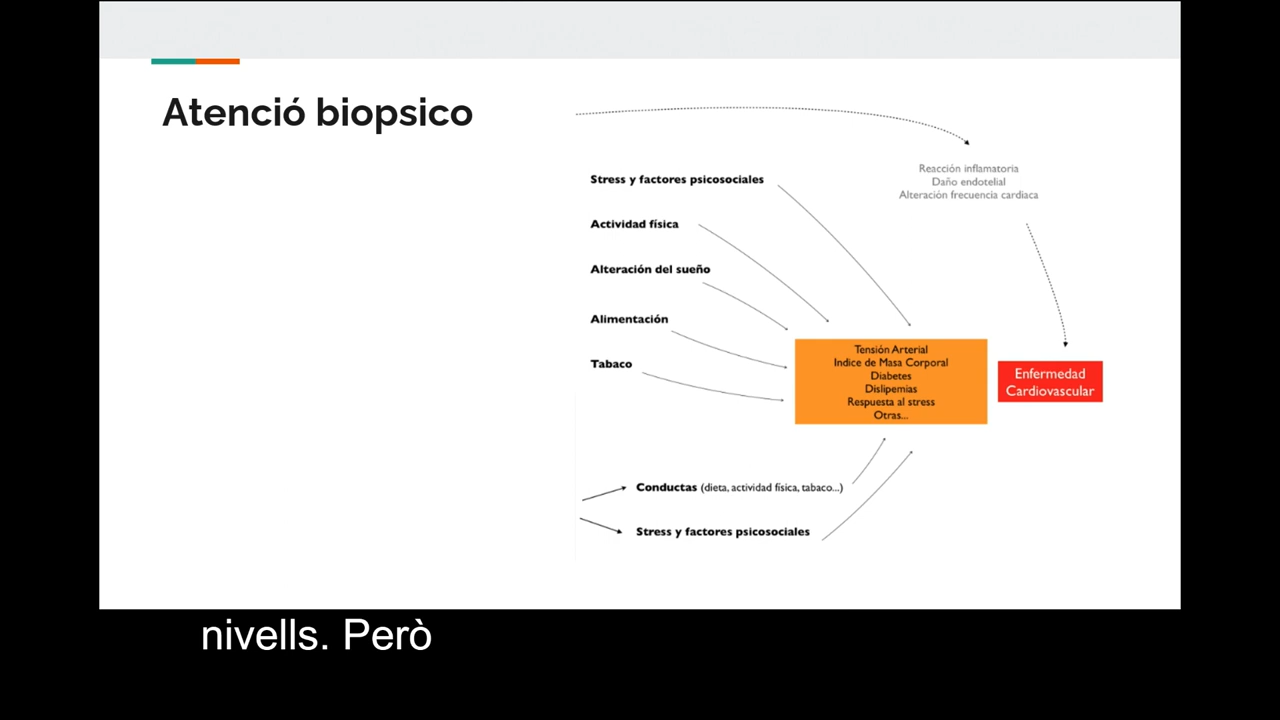 Atenció biopsico
Reacción inflamatoria
Daño endotelial
Alteración frecuencia cardiaca
Stress y factores psicosociales
Actividad física
Alteración del sueño
Alimentación
Tabaco
Tensión Arterial
Indice de Masa Corporal
Diabetes
Dislipemias
Respuesta al stress
Otras...
Enfermedad
Cardiovascular
Conductas (dieta, actividad física, tabaco...)
Stress y factores psicosociales
nivells. Però